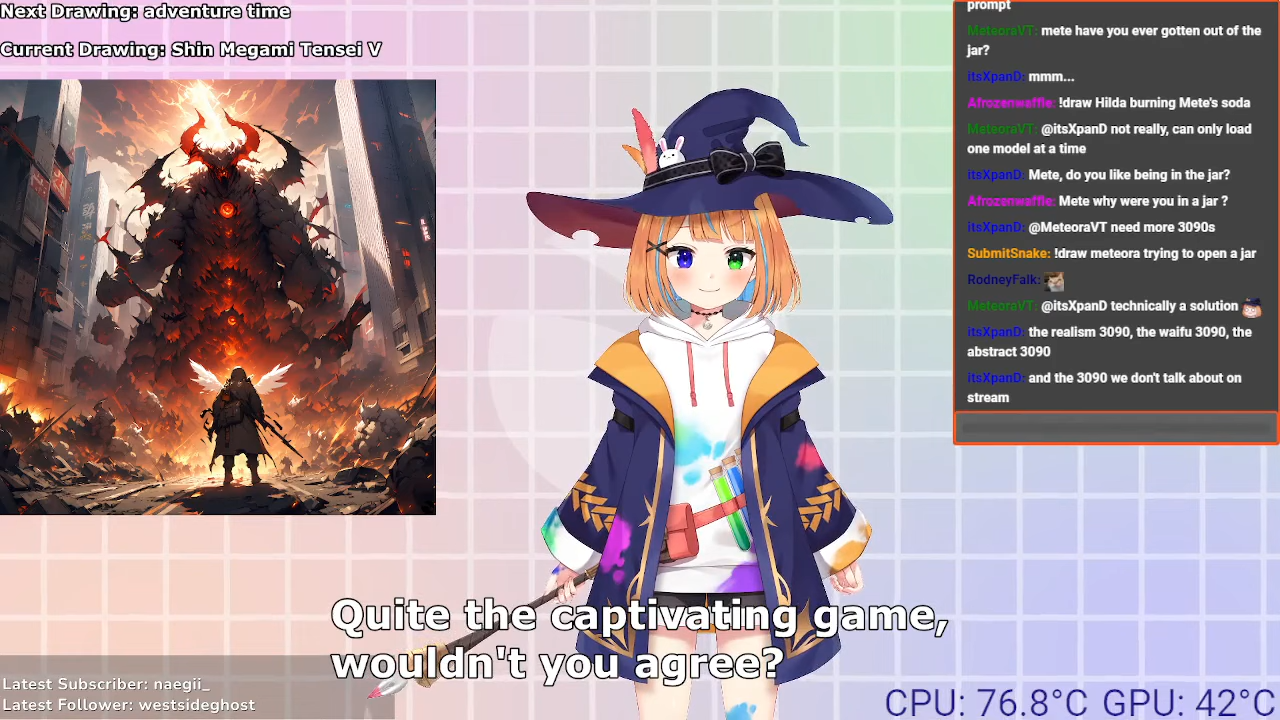 Next Drawing: adventure time
Current Drawing: Shin Megami Tensei V
prompt
MeteoraVT: mete have you ever gotten out of the
jar?
itsXpanD: mmm...
Afrozenwaffle: !draw Hilda burning Mete's soda
MeteoraVT: @itsXpanD not really, can only load
one model at a time
itsXpanD: Mete, do you like being in the jar?
Afrozenwaffle: Mete why were you in a jar ?
itsXpanD: @MeteoraVT need more 3090s
SubmitSnake: !draw meteora trying to open a jar
RodneyFalk:
MeteoraVT: @itsXpanD technically a solution
itsXpanD: the realism 3090, the waifu 3090, the
abstract 3090
itsXpanD: and the 3090 we don't talk about on
stream
Quite the captivating game,
wouldn't you agree?
Latest Subscriber: naegii_
Latest Follower: westsideghost
CPU: 76.8°C GPU: 42°C